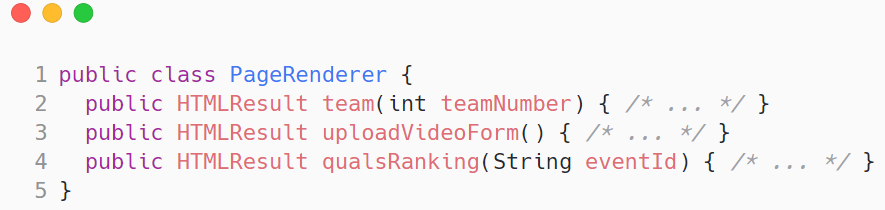 1 public class PageRenderer {
2 public HTMLResult team(int teamNumber) { /* ... */ }
3 public HTMLResult uploadVideoForm() { /* ... */ }
4 public HTMLResult qualsRanking(String eventId) { /* ... */ }
5 }